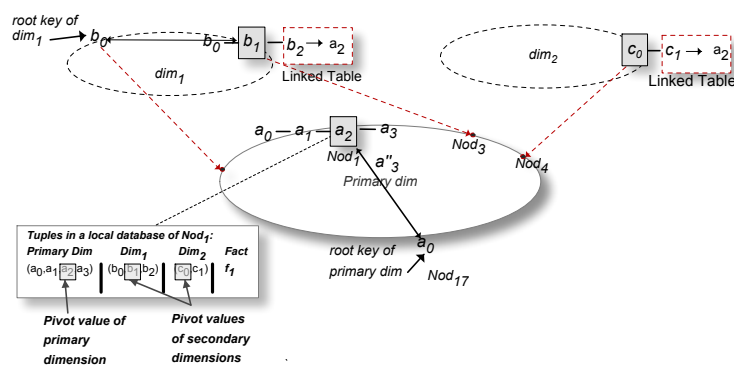 root key of
dim1
b0
b0 b1 b2 → a2
Linked Table
dim1
dim2
c0 c1 → a2
Linked Table
a0 — a1 — a2 — a3
Nod1
a"3
Primary dim
Nod3
Nod4
a0
root key of
primary dim
Nod17
Tuples in a local database of Nod1:
Primary Dim Dim1 Dim2 Fact
(a0,a1,a2,a3) (b0,b1,b2) (c0,c1) f1
Pivot value of
primary
dimension
Pivot values
of secondary
dimensions